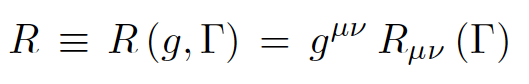 R ≡ R (g, Γ) = g^{μν} R_{μν} (Γ)